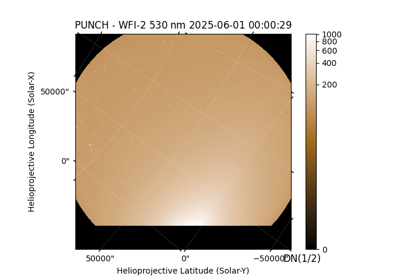 PUNCH - WFI-2 530 nm 2025-06-01 00:00:29
1000
800
600
400
200
0
DN(1/2)
50000"
0"
Helioprojective Longitude (Solar-X)
50000" 0" −50000"
Helioprojective Latitude (Solar-Y)